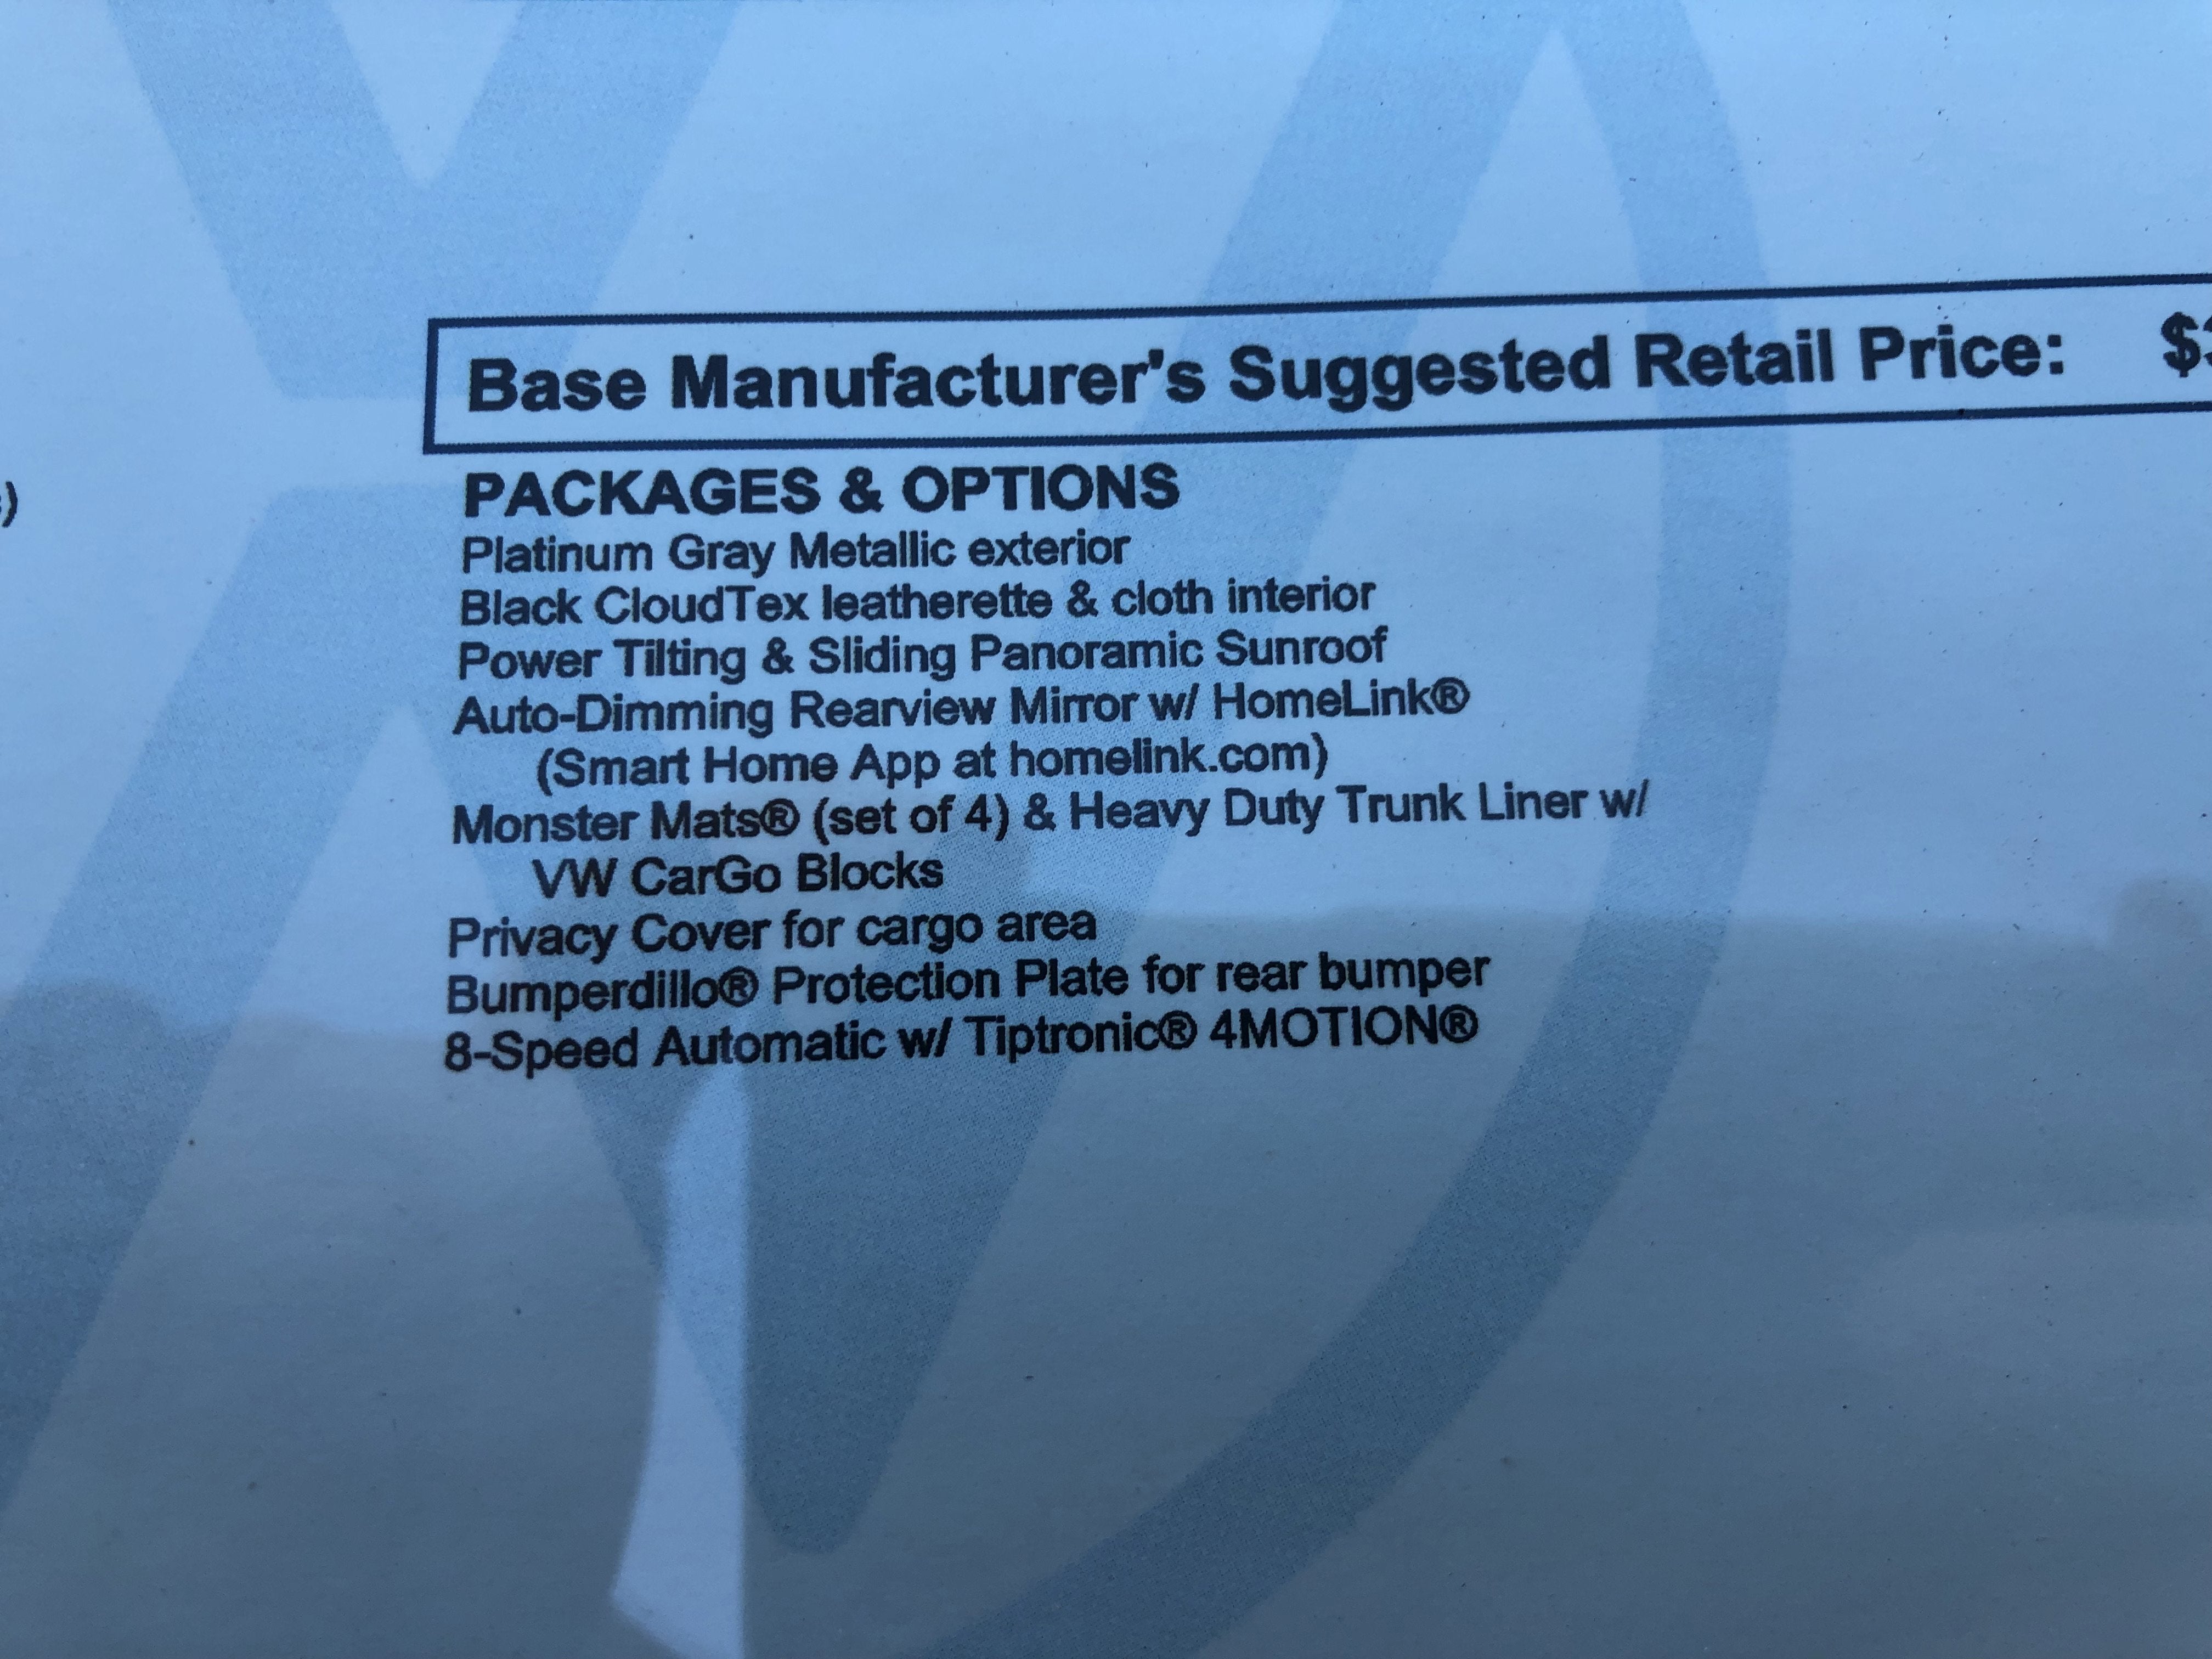 Base Manufacturer's Suggested Retail Price:
PACKAGES & OPTIONS
Platinum Gray Metallic exterior
Black CloudTex leatherette & cloth interior
Power Tilting & Sliding Panoramic Sunroof
Auto-Dimming Rearview Mirror w/ HomeLink®
(Smart Home App at homelink.com)
Monster Mats® (set of 4) & Heavy Duty Trunk Liner w/
VW CarGo Blocks
Privacy Cover for cargo area
Bumperdillo® Protection Plate for rear bumper
8-Speed Automatic w/ Tiptronic® 4MOTION®